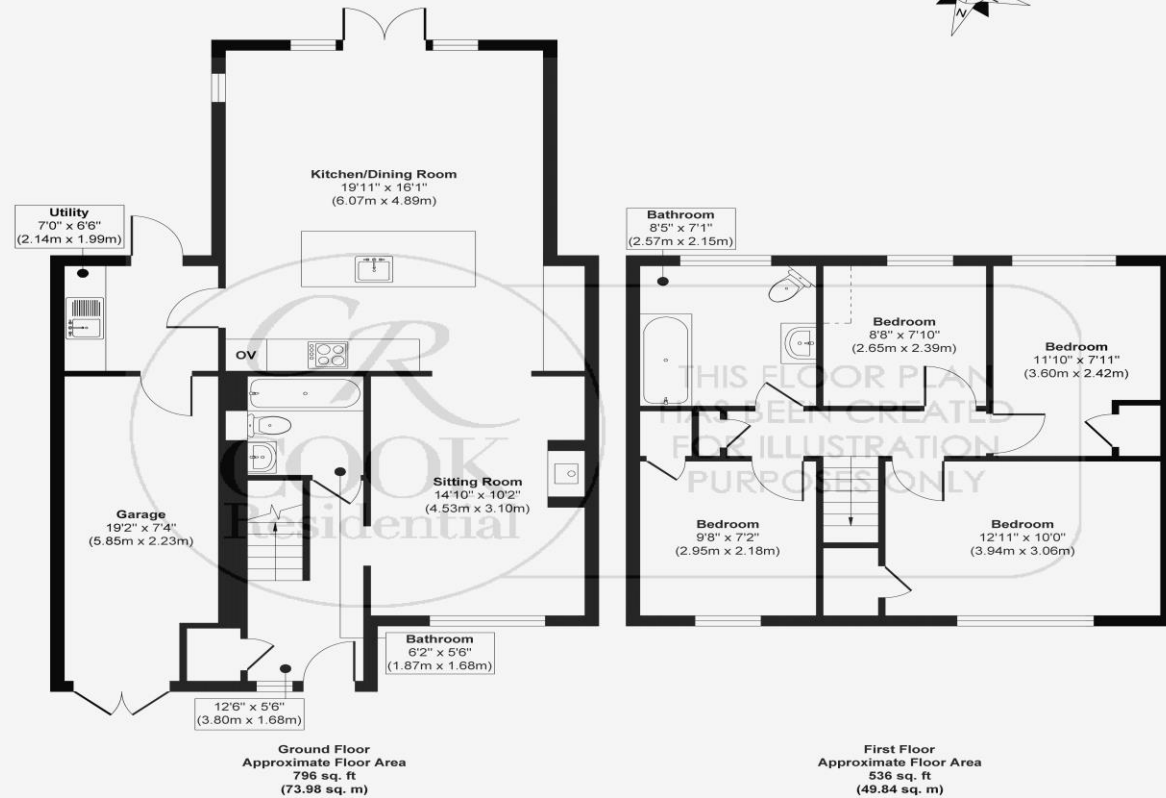 N
Kitchen/Dining Room
19'11" x 16'1"
(6.07m x 4.89m)
Utility
7'0" x 6'6"
(2.14m x 1.99m)
OV
Garage
19'2" x 7'4"
(5.85m x 2.23m)
Sitting Room
14'10" x 10'2"
(4.53m x 3.10m)
Bathroom
6'2" x 5'6"
(1.87m x 1.68m)
12'6" x 5'6"
(3.80m x 1.68m)
Ground Floor
Approximate Floor Area
796 sq. ft
(73.98 sq. m)
Bathroom
8'5" x 7'1"
(2.57m x 2.15m)
Bedroom
8'8" x 7'10"
(2.65m x 2.39m)
Bedroom
11'10" x 7'11"
(3.60m x 2.42m)
Bedroom
9'8" x 7'2"
(2.95m x 2.18m)
Bedroom
12'11" x 10'0"
(3.94m x 3.06m)
First Floor
Approximate Floor Area
536 sq. ft
(49.84 sq. m)
CR
COOK
Residential
THIS FLOOR PLAN
HAS BEEN CREATED
FOR ILLUSTRATION
PURPOSES ONLY